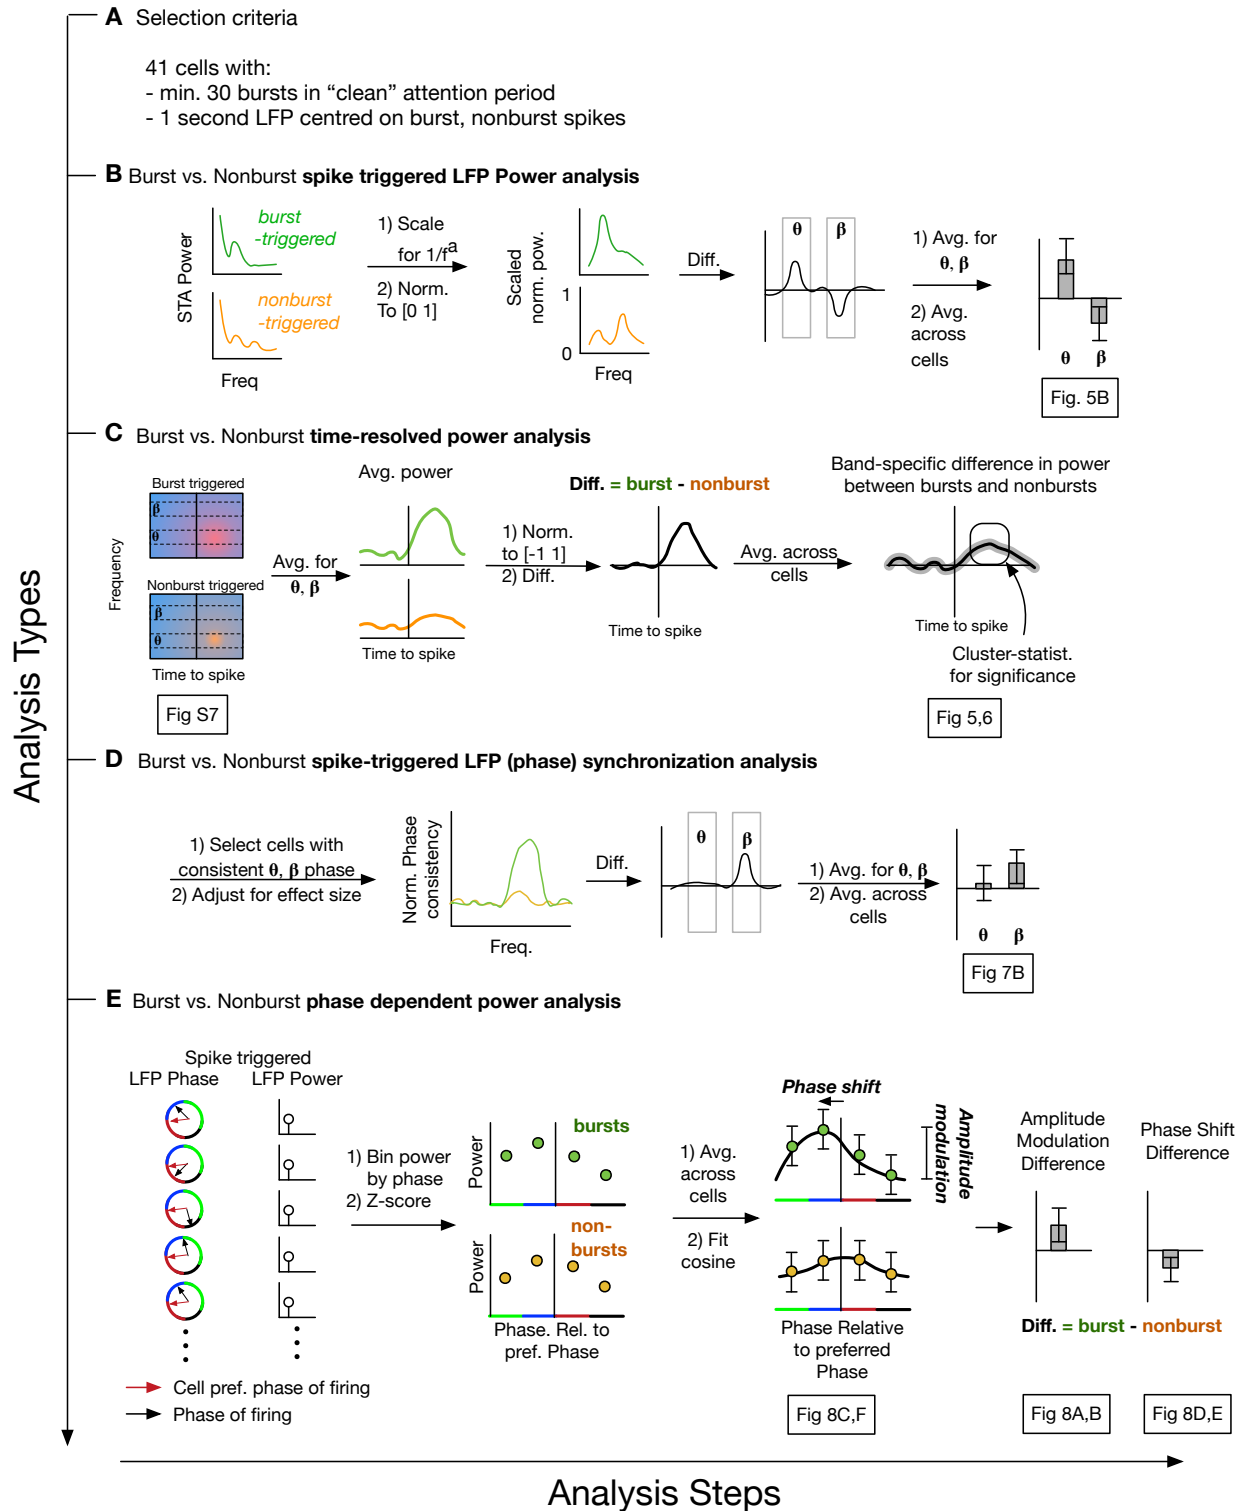 A Selection criteria
41 cells with:
- min. 30 bursts in “clean” attention period
- 1 second LFP centred on burst, nonburst spikes
B Burst vs. Nonburst spike triggered LFP Power analysis
STA Power
burst
-triggered
nonburst
-triggered
Freq
1) Scale
for 1/f^a
2) Norm.
To [0 1]
Scaled
norm. pow.
1
0
Freq
Diff.
θ
β
1) Avg. for
θ, β
2) Avg.
across
cells
θ β
Fig. 5B
C Burst vs. Nonburst time-resolved power analysis
Frequency
Burst triggered
β
θ
Nonburst triggered
β
θ
Time to spike
Fig S7
Avg. for
θ, β
Avg. power
Time to spike
1) Norm.
to [-1 1]
2) Diff.
Diff. = burst - nonburst
Time to spike
Avg. across
cells
Band-specific difference in power
between bursts and nonbursts
Time to spike
Cluster-statist.
for significance
Fig 5,6
D Burst vs. Nonburst spike-triggered LFP (phase) synchronization analysis
1) Select cells with
consistent θ, β phase
2) Adjust for effect size
Norm. Phase
consistency
Freq.
Diff.
θ
β
1) Avg. for θ, β
2) Avg. across
cells
θ β
Fig 7B
E Burst vs. Nonburst phase dependent power analysis
Spike triggered
LFP Phase LFP Power
Cell pref. phase of firing
Phase of firing
1) Bin power
by phase
2) Z-score
Power
bursts
Power
non-
bursts
Phase. Rel. to
pref. Phase
1) Avg.
across
cells
2) Fit
cosine
Phase shift
Amplitude
modulation
Phase Relative
to preferred
Phase
Fig 8C,F
Amplitude
Modulation
Difference
Phase Shift
Difference
Diff. = burst - nonburst
Fig 8A,B
Fig 8D,E
Analysis Types
Analysis Steps